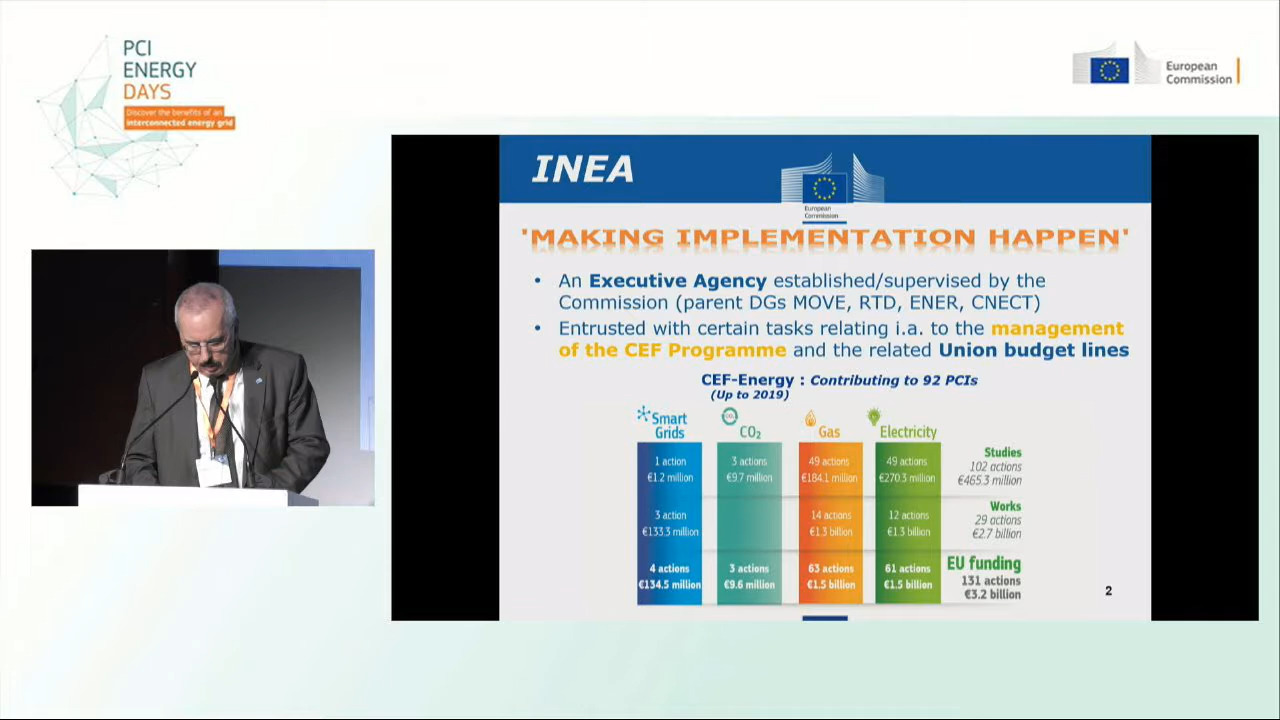 PCI
ENERGY
DAYS
Discover the benefits of an
interconnected energy grid
European
Commission
INEA
European
Commission
'MAKING IMPLEMENTATION HAPPEN'
• An Executive Agency established/supervised by the
Commission (parent DGs MOVE, RTD, ENER, CNECT)
• Entrusted with certain tasks relating i.a. to the management
of the CEF Programme and the related Union budget lines
CEF-Energy : Contributing to 92 PCIs
(Up to 2019)
Smart
Grids
CO₂
Gas
Electricity
1 action
€1.2 million
3 actions
€9.7 million
49 actions
€184.1 million
49 actions
€270.3 million
Studies
102 actions
€465.3 million
3 action
€133.3 million
14 actions
€1.3 billion
12 actions
€1.3 billion
Works
29 actions
€2.7 billion
4 actions
€134.5 million
3 actions
€9.6 million
63 actions
€1.5 billion
61 actions
€1.5 billion
EU funding
131 actions
€3.2 billion
2